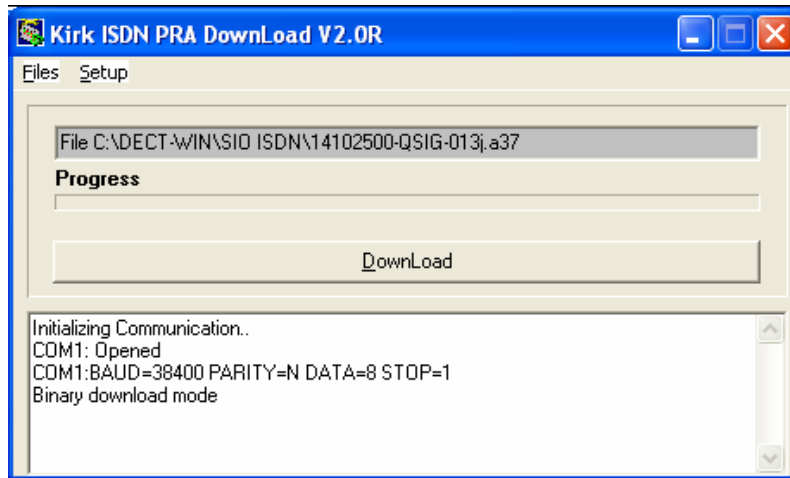 Kirk ISDN PRA DownLoad V2.0R
Files Setup
File C:\DECT-WIN\SIO ISDN\14102500-QSIG-013j.a37
Progress
DownLoad
Initializing Communication..
COM1: Opened
COM1:BAUD=38400 PARITY=N DATA=8 STOP=1
Binary download mode